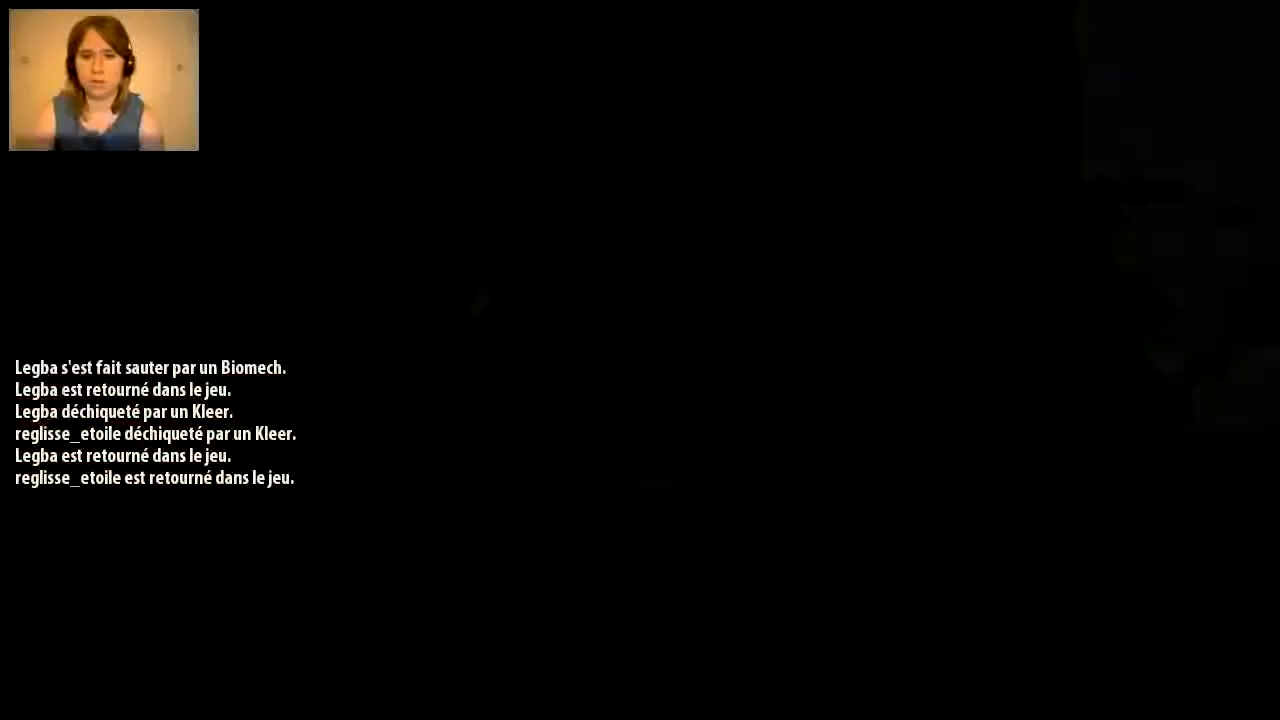 Legba s'est fait sauter par un Biomech.
Legba est retourné dans le jeu.
Legba déchiqueté par un Kleer.
reglisse_etoile déchiqueté par un Kleer.
Legba est retourné dans le jeu.
reglisse_etoile est retourné dans le jeu.